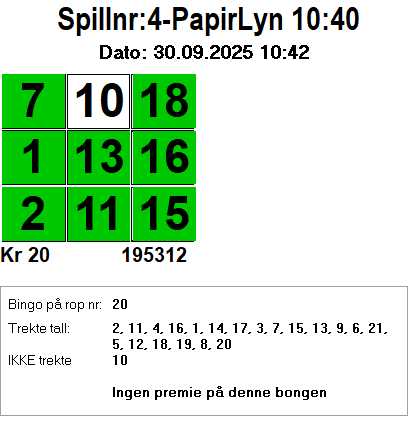 Spillnr:4-PapirLyn 10:40
Dato: 30.09.2025 10:42
7 10 18
1 13 16
2 11 15
Kr 20 195312
Bingo på rop nr: 20
Trekte tall: 2, 11, 4, 16, 1, 14, 17, 3, 7, 15, 13, 9, 6, 21,
5, 12, 18, 19, 8, 20
IKKE trekte 10
Ingen premie på denne bongen